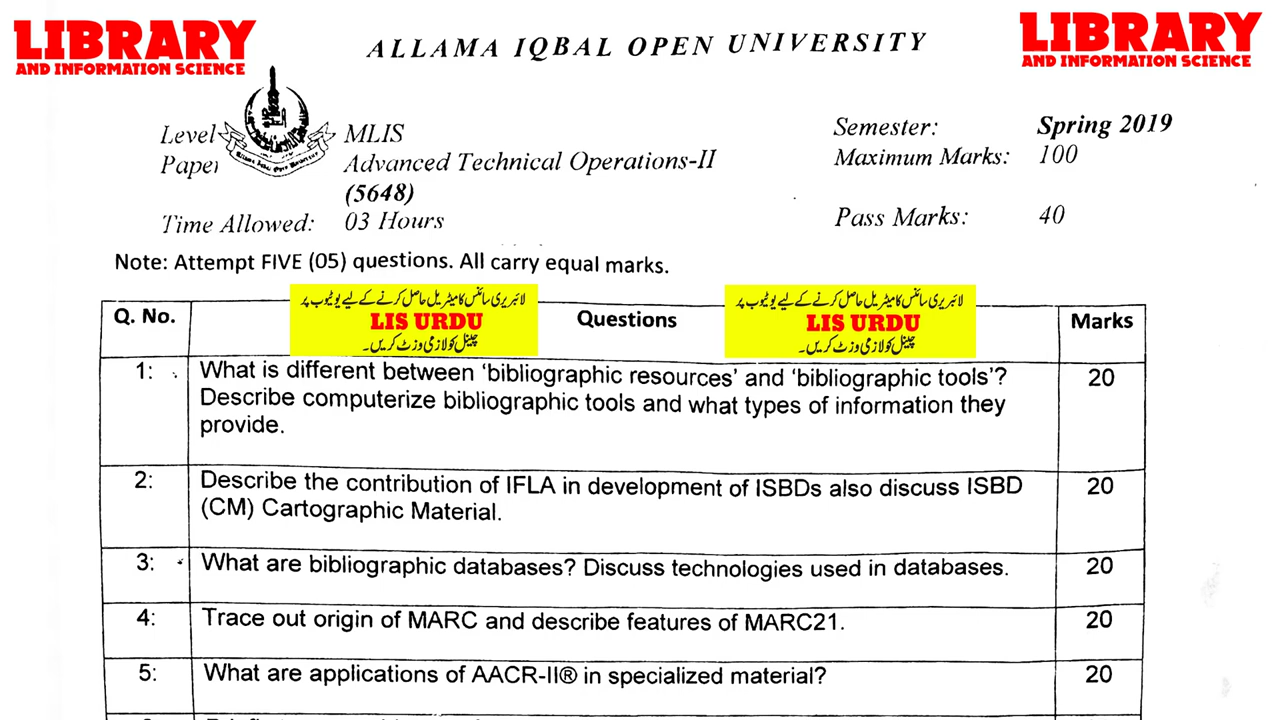 LIBRARY
AND INFORMATION SCIENCE
ALLAMA IQBAL OPEN UNIVERSITY
LIBRARY
AND INFORMATION SCIENCE
Level MLIS
Semester: Spring 2019
Paper Advanced Technical Operations-II
Maximum Marks: 100
(5648)
Time Allowed: 03 Hours
Pass Marks: 40
Note: Attempt FIVE (05) questions. All carry equal marks.
لائبریری سائنس کا میٹریل حاصل کرنے کے لیے یوٹیوب پر
LIS URDU
چینل کو لازمی وزٹ کریں۔
لائبریری سائنس کا میٹریل حاصل کرنے کے لیے یوٹیوب پر
LIS URDU
چینل کو لازمی وزٹ کریں۔
Q. No. Questions Marks
1: What is different between ‘bibliographic resources’ and ‘bibliographic tools’? 20
Describe computerize bibliographic tools and what types of information they
provide.
2: Describe the contribution of IFLA in development of ISBDs also discuss ISBD 20
(CM) Cartographic Material.
3: What are bibliographic databases? Discuss technologies used in databases. 20
4: Trace out origin of MARC and describe features of MARC21. 20
5: What are applications of AACR-II® in specialized material? 20